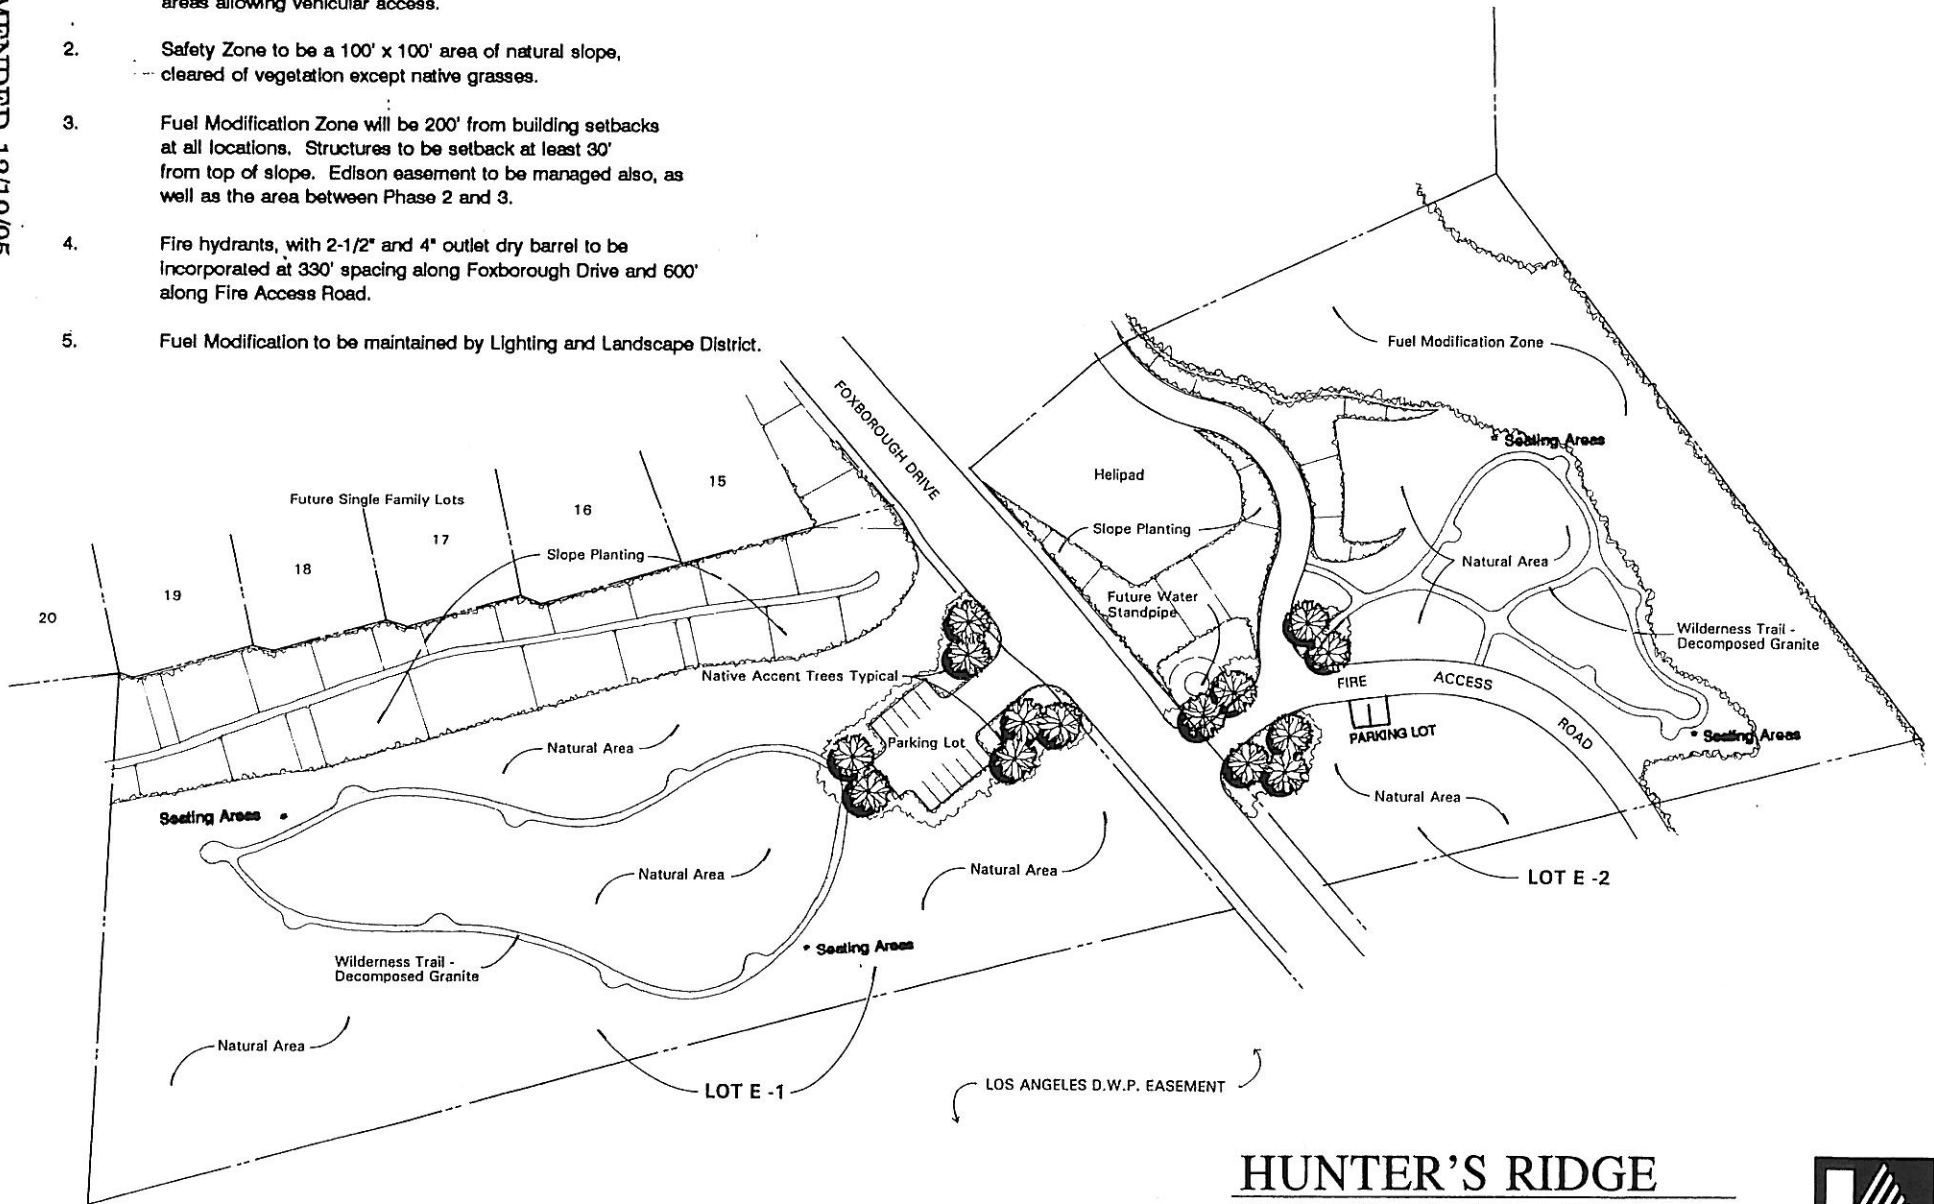 areas allowing vehicular access.
2. Safety Zone to be a 100' x 100' area of natural slope,
cleared of vegetation except native grasses.
3. Fuel Modification Zone will be 200' from building setbacks
at all locations. Structures to be setback at least 30'
from top of slope. Edison easement to be managed also, as
well as the area between Phase 2 and 3.
4. Fire hydrants, with 2-1/2" and 4" outlet dry barrel to be
incorporated at 330' spacing along Foxborough Drive and 600'
along Fire Access Road.
5. Fuel Modification to be maintained by Lighting and Landscape District.
FOXBOROUGH DRIVE
Fuel Modification Zone
Seating Areas
Helipad
Slope Planting
Natural Area
Future Water
Standpipe
Wilderness Trail -
Decomposed Granite
FIRE ACCESS ROAD
PARKING LOT
Seating Areas
Natural Area
LOT E -2
Future Single Family Lots
15
16
17
18
19
20
Slope Planting
Native Accent Trees Typical
Parking Lot
Natural Area
Seating Areas
Natural Area
Natural Area
Seating Areas
Wilderness Trail -
Decomposed Granite
Natural Area
LOT E -1
LOS ANGELES D.W.P. EASEMENT
HUNTER'S RIDGE